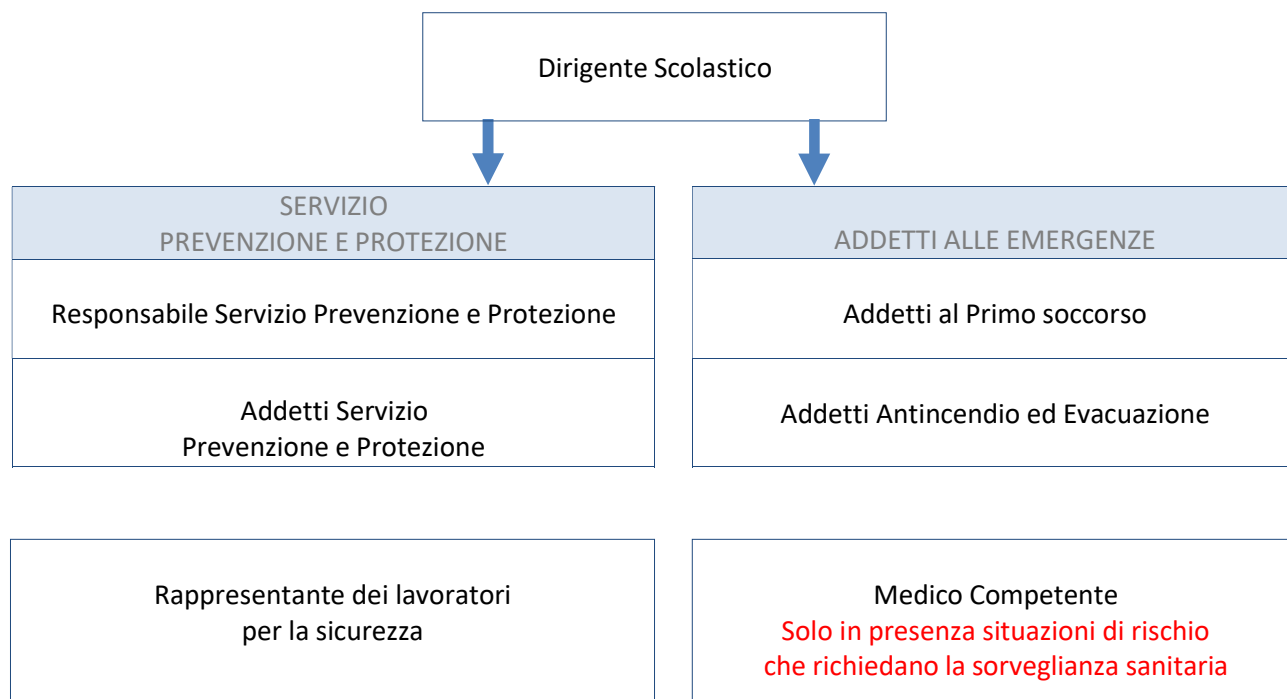 Dirigente Scolastico
SERVIZIO
PREVENZIONE E PROTEZIONE
Responsabile Servizio Prevenzione e Protezione
Addetti Servizio
Prevenzione e Protezione
ADDETTI ALLE EMERGENZE
Addetti al Primo soccorso
Addetti Antincendio ed Evacuazione
Rappresentante dei lavoratori
per la sicurezza
Medico Competente
Solo in presenza situazioni di rischio
che richiedano la sorveglianza sanitaria